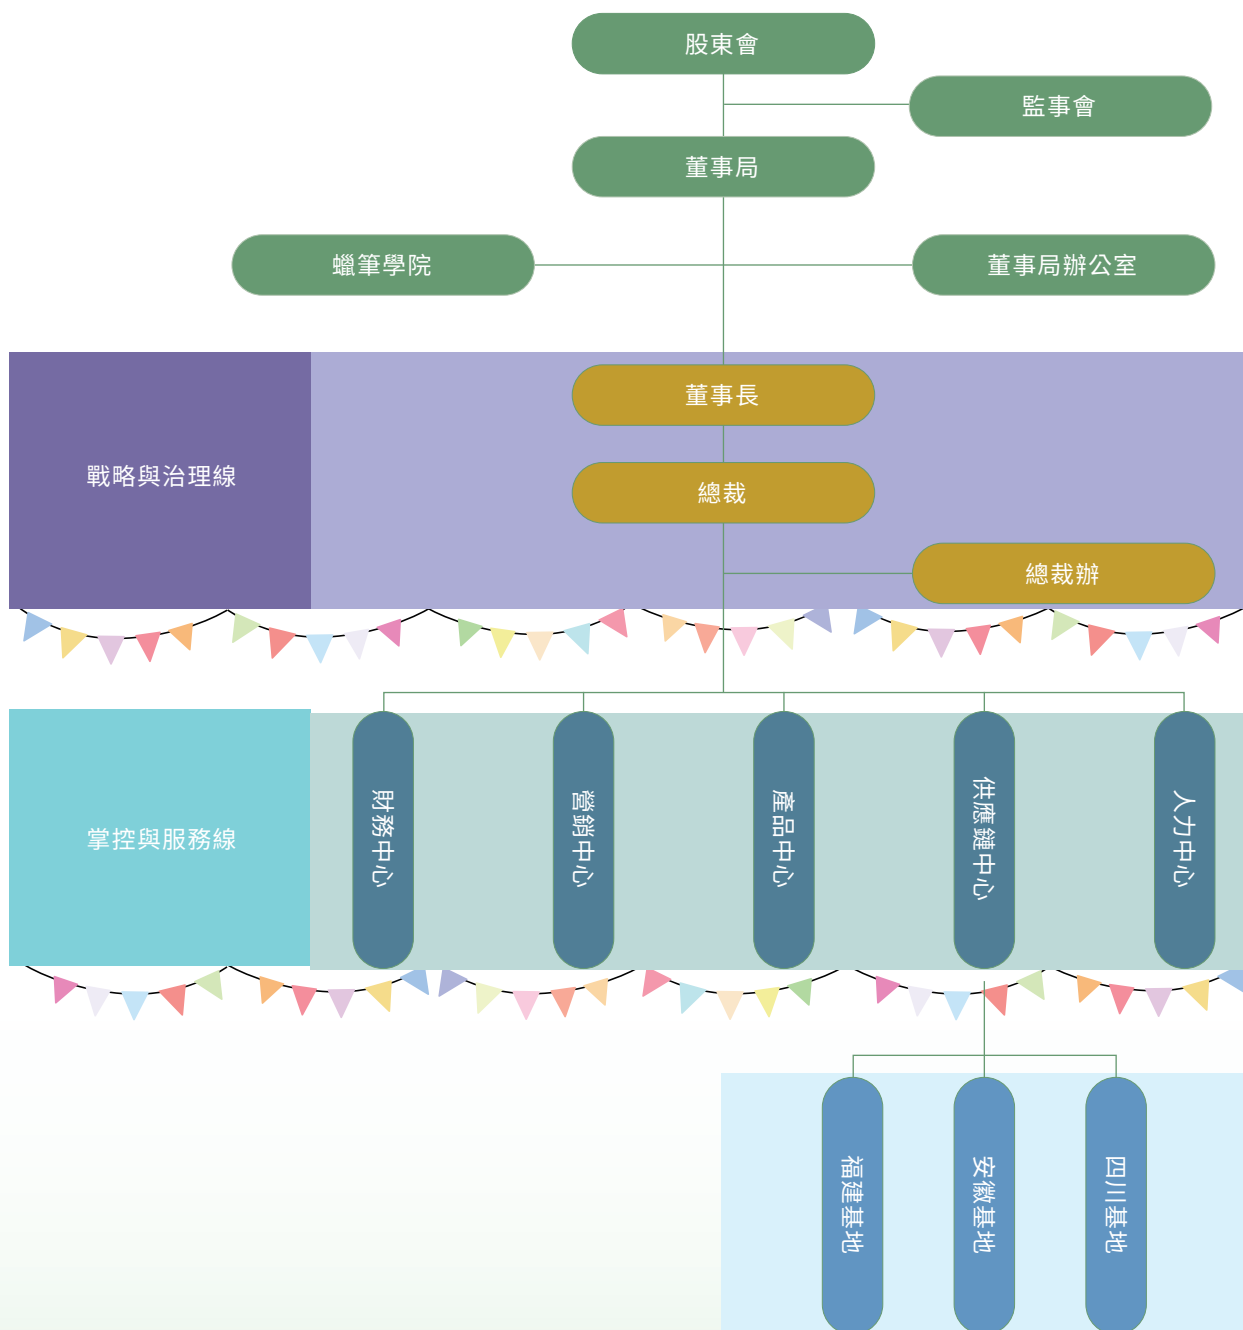 股東會
監事會
董事局
蠟筆學院
董事局辦公室
董事長
戰略與治理線
總裁
總裁辦
掌控與服務線
財務中心
營銷中心
產品中心
供應鏈中心
人力中心
福建基地
安徽基地
四川基地